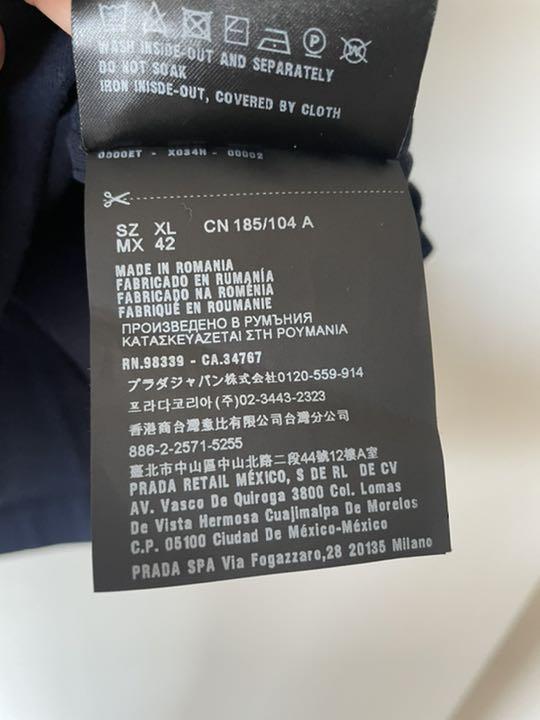 WASH INSIDE-OUT AND SEPARATELY
DO NOT SOAK
IRON INISDE-OUT, COVERED BY CLOTH
0000ET - X034N - 00002
SZ XL CN 185/104 A
MX 42
MADE IN ROMANIA
FABRICADO EN RUMANÍA
FABRICADO NA ROMÉNIA
FABRIQUÉ EN ROUMANIE
ПРОИЗВЕДЕНО В РУМЪНИЯ
ΚΑΤΑΣΚΕΥΑΖΕΤΑΙ ΣΤΗ ΡΟΥΜΑΝΙΑ
RN.98339 - CA.34767
プラダジャパン株式会社0120-559-914
프라다코리아(주)02-3443-2323
香港商台灣意比有限公司台灣分公司
886-2-2571-5255
臺北市中山區中山北路二段44號12樓A室
PRADA RETAIL MÉXICO, S DE RL DE CV
AV. Vasco De Quiroga 3800 Col. Lomas
De Vista Hermosa Cuajimalpa De Morelos
C.P. 05100 Ciudad De México-México
PRADA SPA Via Fogazzaro,28 20135 Milano